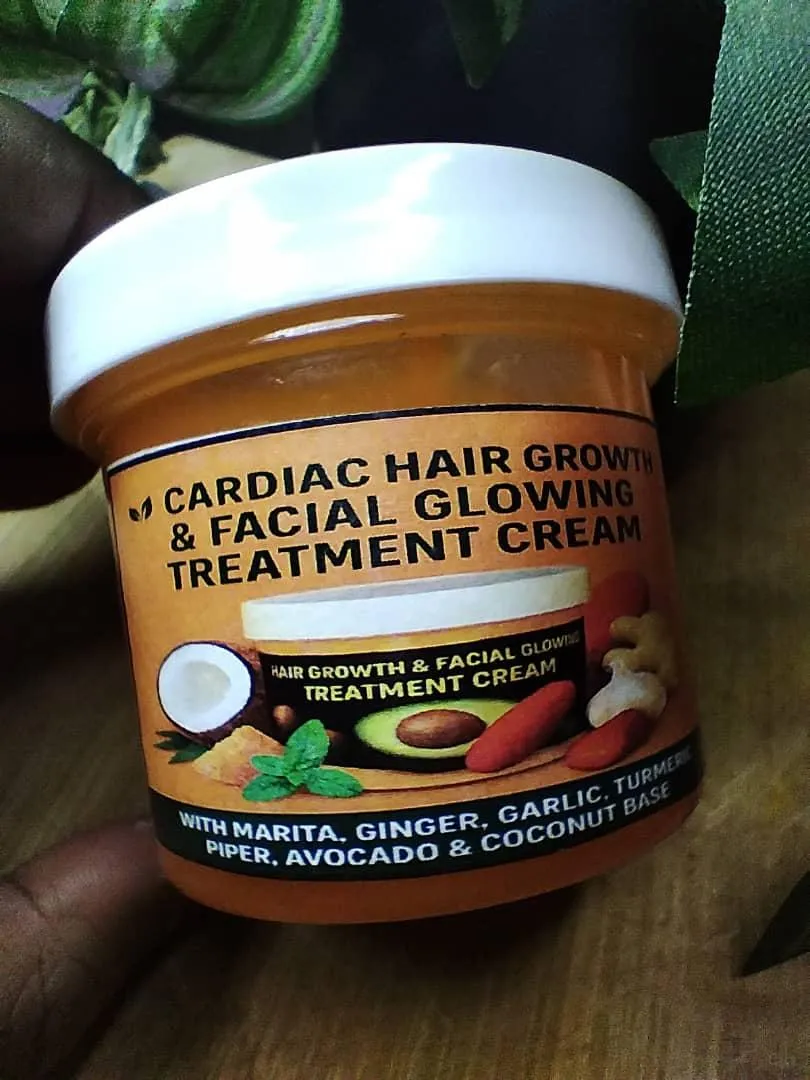 CARDIAC HAIR GROWTH
& FACIAL GLOWING
TREATMENT CREAM
HAIR GROWTH & FACIAL GLOWING
TREATMENT CREAM
WITH MARITA, GINGER, GARLIC, TURMERIC
PIPER, AVOCADO & COCONUT BASE